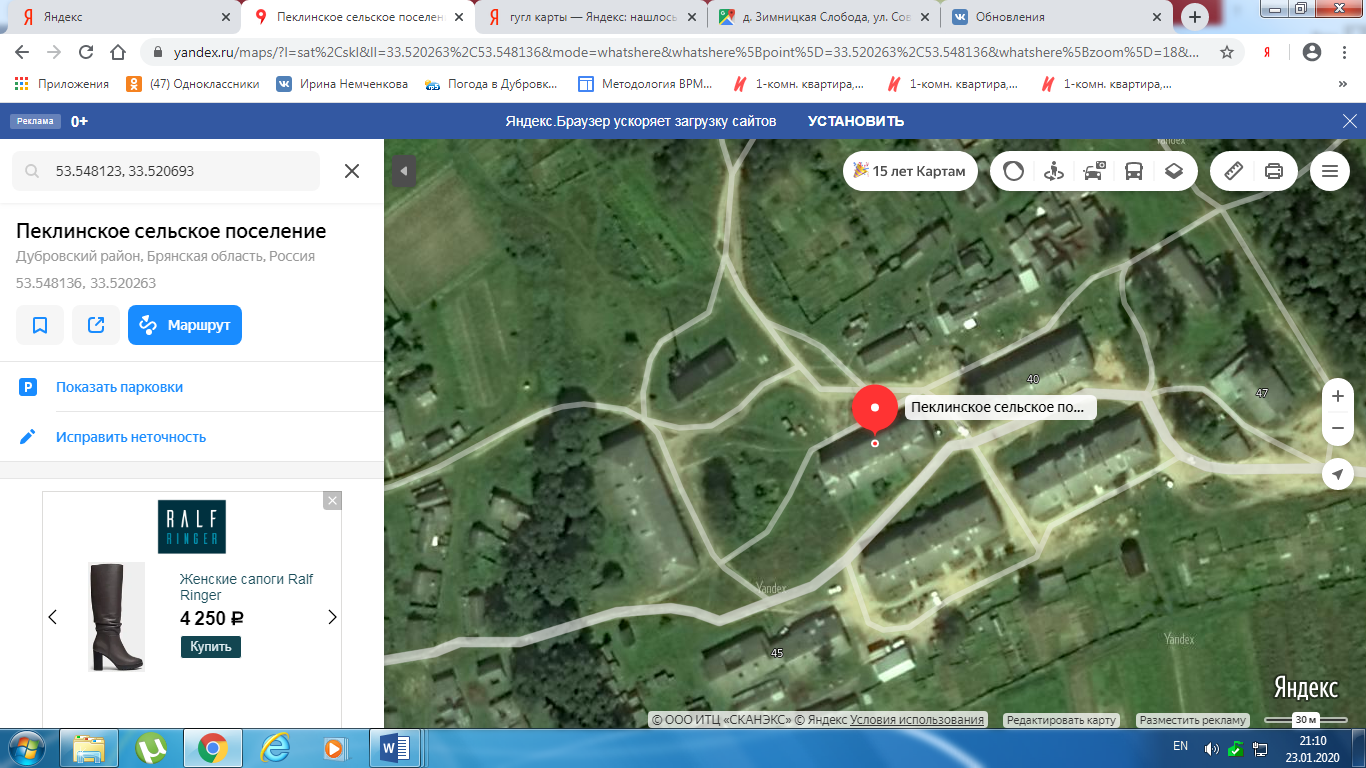 Яндекс
Пеклинское сельское поселен
гугл карты — Яндекс: нашлось
д. Зимницкая Слобода, ул. Сов
Обновления
yandex.ru/maps/?l=sat%2Cskl&ll=33.520263%2C53.548136&mode=whatshere&whatshere%5Bpoint%5D=33.520263%2C53.548136&whatshere%5Bzoom%5D=18&...
Приложения
(47) Одноклассники
Ирина Немченкова
Погода в Дубровк...
Методология ВРМ...
1-комн. квартира,...
1-комн. квартира,...
1-комн. квартира,...
Реклама
0+
Яндекс.Браузер ускоряет загрузку сайтов
УСТАНОВИТЬ
53.548123, 33.520693
Пеклинское сельское поселение
Дубровский район, Брянская область, Россия
53.548136, 33.520263
Маршрут
Показать парковки
Исправить неточность
RALF
RINGER
Женские сапоги Ralf
Ringer
4 250 ₽
Купить
15 лет Картам
Yandex
40
47
Пеклинское сельское по...
Yandex
45
Yandex
Яндекс
© ООО ИТЦ «СКАНЭКС» © Яндекс Условия использования
Редактировать карту
Разместить рекламу
30 м
EN
21:10
23.01.2020